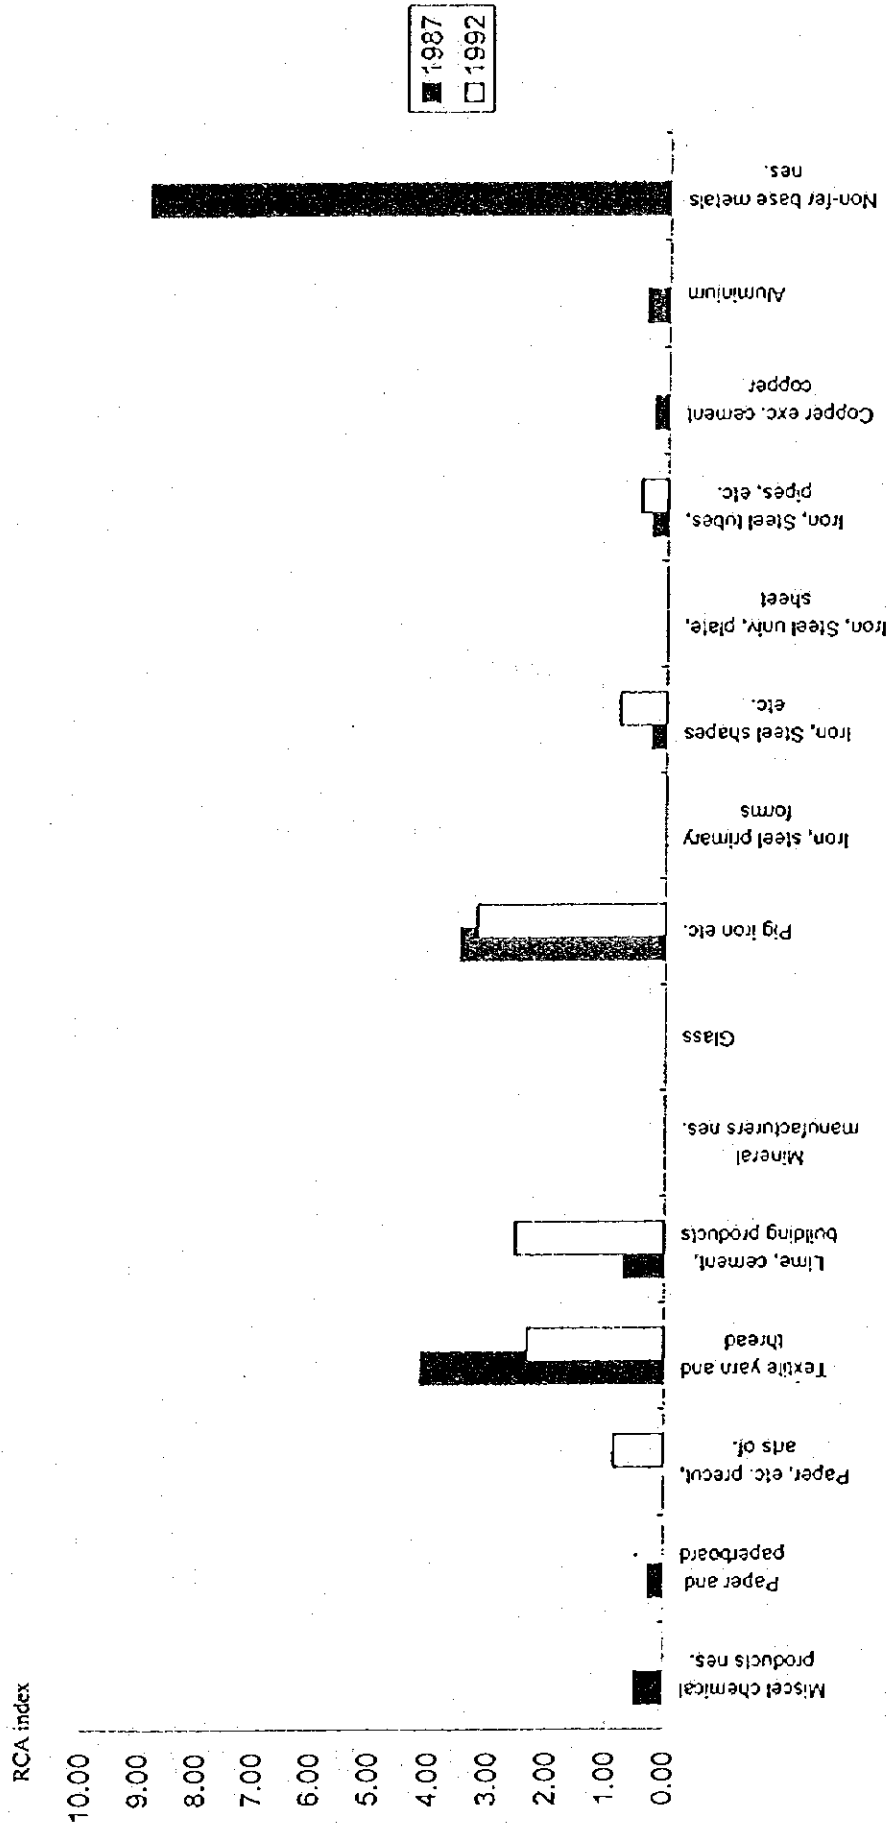 RCA index
10.00
9.00
8.00
7.00
6.00
5.00
4.00
3.00
2.00
1.00
0.00
Miscel chemical
products nes.
Paper and
paperboard
Paper, etc. precut,
arts of.
Textile yarn and
thread
Lime, cement,
building products
Mineral
manufacturers nes.
Glass
Pig iron etc.
Iron, steel primary
forms
Iron, Steel shapes
etc.
Iron, Steel univ, plate,
sheet
Iron, Steel tubes,
pipes, etc.
Copper exc. cement
copper
Aluminium
Non-fer base metals
nes.
1987
1992